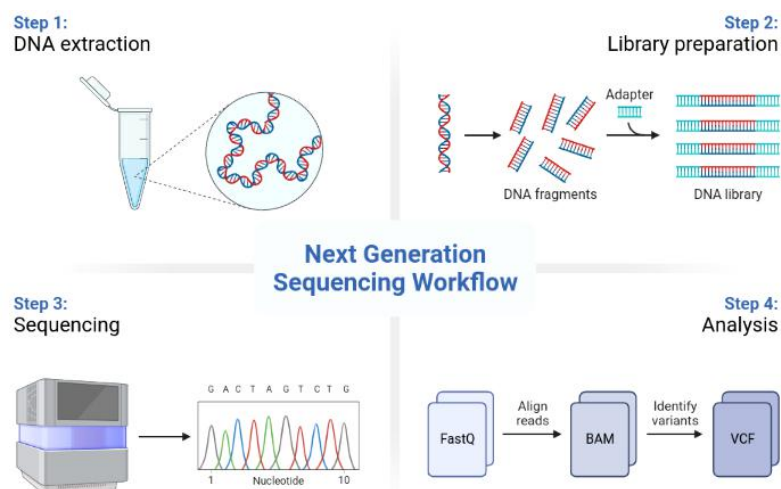 Step 1:
DNA extraction
Step 2:
Library preparation
Adapter
DNA fragments
DNA library
Next Generation
Sequencing Workflow
Step 3:
Sequencing
G A C T A G T C T G
1
Nucleotide
10
Step 4:
Analysis
FastQ
Align
reads
BAM
Identify
variants
VCF